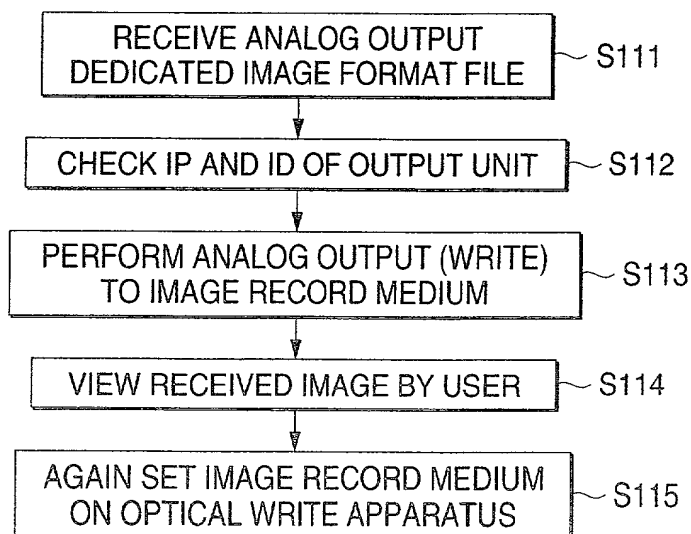 RECEIVE ANALOG OUTPUT
DEDICATED IMAGE FORMAT FILE
S111
CHECK IP AND ID OF OUTPUT UNIT
S112
PERFORM ANALOG OUTPUT (WRITE)
TO IMAGE RECORD MEDIUM
S113
VIEW RECEIVED IMAGE BY USER
S114
AGAIN SET IMAGE RECORD MEDIUM
ON OPTICAL WRITE APPARATUS
S115